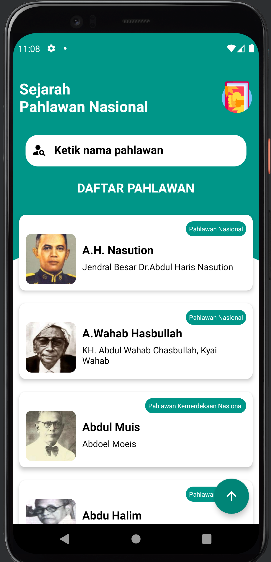 11:08
Sejarah
Pahlawan Nasional
Ketik nama pahlawan
DAFTAR PAHLAWAN
Pahlawan Nasional
A.H. Nasution
Jendral Besar Dr.Abdul Haris Nasution
Pahlawan Nasional
A.Wahab Hasbullah
KH. Abdul Wahab Chasbullah, Kyai
Wahab
Pahlawan Kemerdekaan Nasional
Abdul Muis
Abdoel Moeis
Pahlawa
Abdu Halim